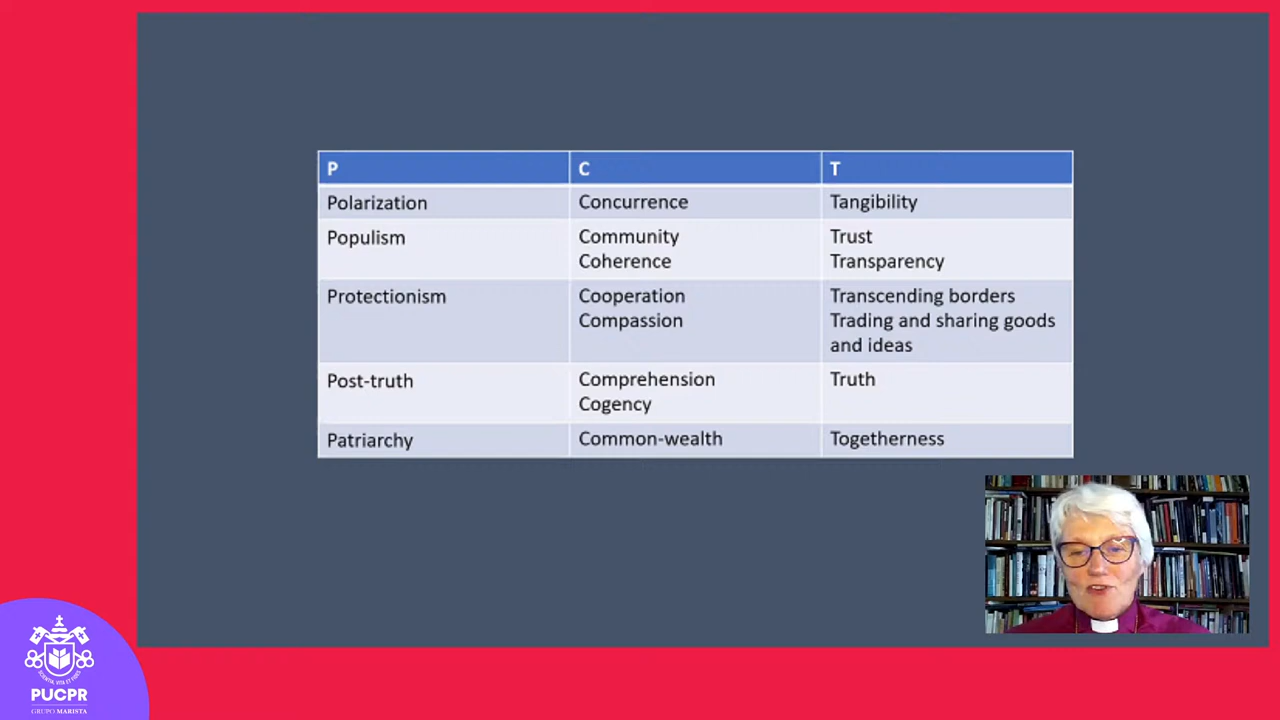 P C T
Polarization Concurrence Tangibility
Populism Community Trust
Coherence Transparency
Protectionism Cooperation Transcending borders
Compassion Trading and sharing goods
and ideas
Post-truth Comprehension Truth
Cogency
Patriarchy Common-wealth Togetherness
PUCPR
GRUPO MARISTA